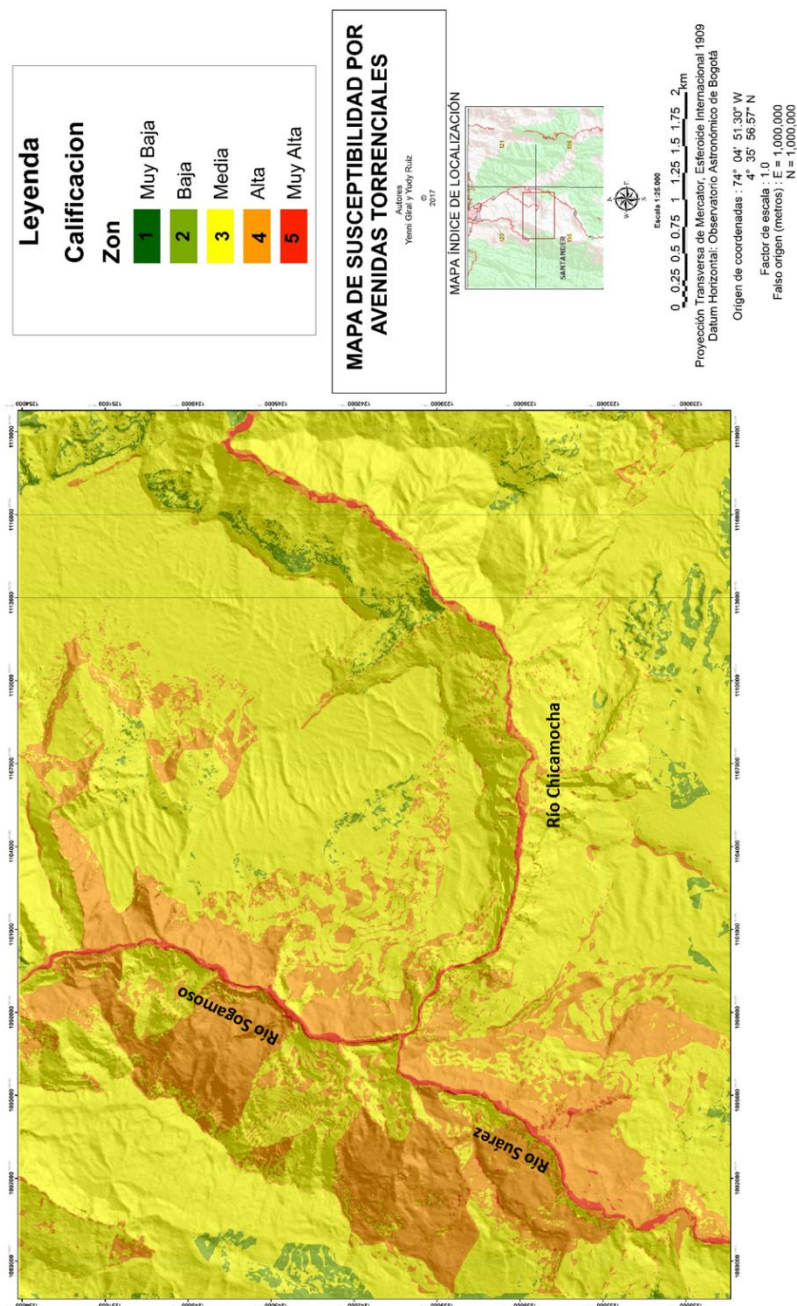 Leyenda
Calificacion
Zon
1 Muy Baja
2 Baja
3 Media
4 Alta
5 Muy Alta
MAPA DE SUSCEPTIBILIDAD POR
AVENIDAS TORRENCIALES
Autores
Yenni Giral y Yudy Ruiz
©
2017
MAPA ÍNDICE DE LOCALIZACIÓN
SANTANDER
Escala 1:25.000
0 0.25 0.5 0.75 1 1.25 1.5 1.75 2
km
Proyección Transversa de Mercator, Esferoide Internacional 1909
Datum Horizontal: Observatorio Astronómico de Bogotá
Origen de coordenadas : 74° 04' 51.30" W
4° 35' 56.57" N
Factor de escala : 1.0
Falso origen (metros) : E = 1,000,000
N = 1,000,000
Río Sogamoso
Río Suárez
Río Chicamocha